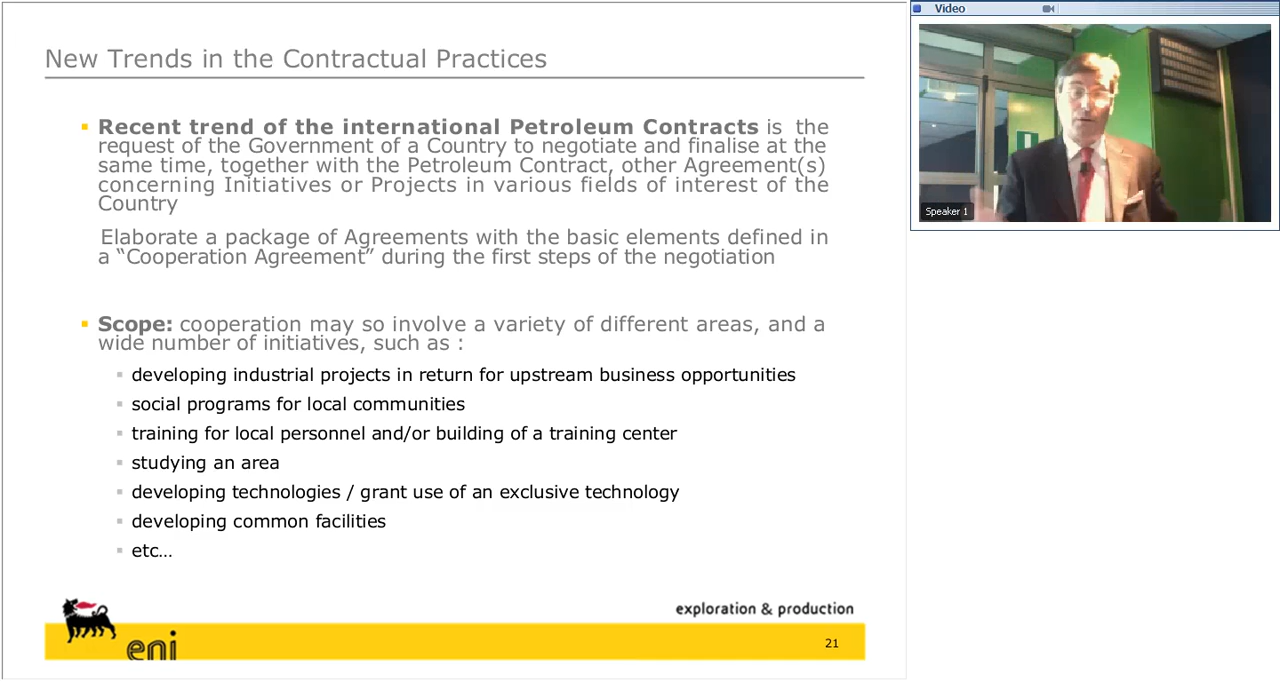 New Trends in the Contractual Practices
Recent trend of the international Petroleum Contracts is the
request of the Government of a Country to negotiate and finalise at the
same time, together with the Petroleum Contract, other Agreement(s)
concerning Initiatives or Projects in various fields of interest of the
Country
Elaborate a package of Agreements with the basic elements defined in
a “Cooperation Agreement” during the first steps of the negotiation
Scope: cooperation may so involve a variety of different areas, and a
wide number of initiatives, such as :
developing industrial projects in return for upstream business opportunities
social programs for local communities
training for local personnel and/or building of a training center
studying an area
developing technologies / grant use of an exclusive technology
developing common facilities
etc…
exploration & production
eni
21
Video
Speaker 1